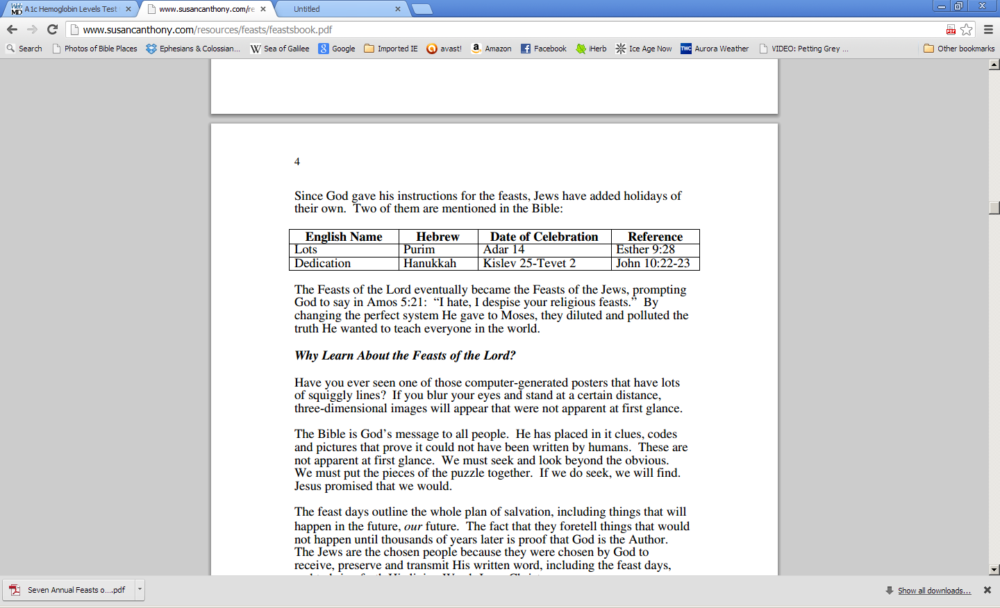 A1c Hemoglobin Levels Test
www.susancanthony.com/re
Untitled
www.susancanthony.com/resources/feasts/feastsbook.pdf
Search Photos of Bible Places Ephesians & Colossian... W Sea of Galilee Google Imported IE avast! Amazon Facebook iHerb Ice Age Now TWC Aurora Weather VIDEO: Petting Grey ... Other bookmarks
4
Since God gave his instructions for the feasts, Jews have added holidays of
their own. Two of them are mentioned in the Bible:
English Name Hebrew Date of Celebration Reference
Lots Purim Adar 14 Esther 9:28
Dedication Hanukkah Kislev 25-Tevet 2 John 10:22-23
The Feasts of the Lord eventually became the Feasts of the Jews, prompting
God to say in Amos 5:21: “I hate, I despise your religious feasts.” By
changing the perfect system He gave to Moses, they diluted and polluted the
truth He wanted to teach everyone in the world.
Why Learn About the Feasts of the Lord?
Have you ever seen one of those computer-generated posters that have lots
of squiggly lines? If you blur your eyes and stand at a certain distance,
three-dimensional images will appear that were not apparent at first glance.
The Bible is God’s message to all people. He has placed in it clues, codes
and pictures that prove it could not have been written by humans. These are
not apparent at first glance. We must seek and look beyond the obvious.
We must put the pieces of the puzzle together. If we do seek, we will find.
Jesus promised that we would.
The feast days outline the whole plan of salvation, including things that will
happen in the future, our future. The fact that they foretell things that would
not happen until thousands of years later is proof that God is the Author.
The Jews are the chosen people because they were chosen by God to
receive, preserve and transmit His written word, including the feast days,
Seven Annual Feasts o....pdf
Show all downloads...